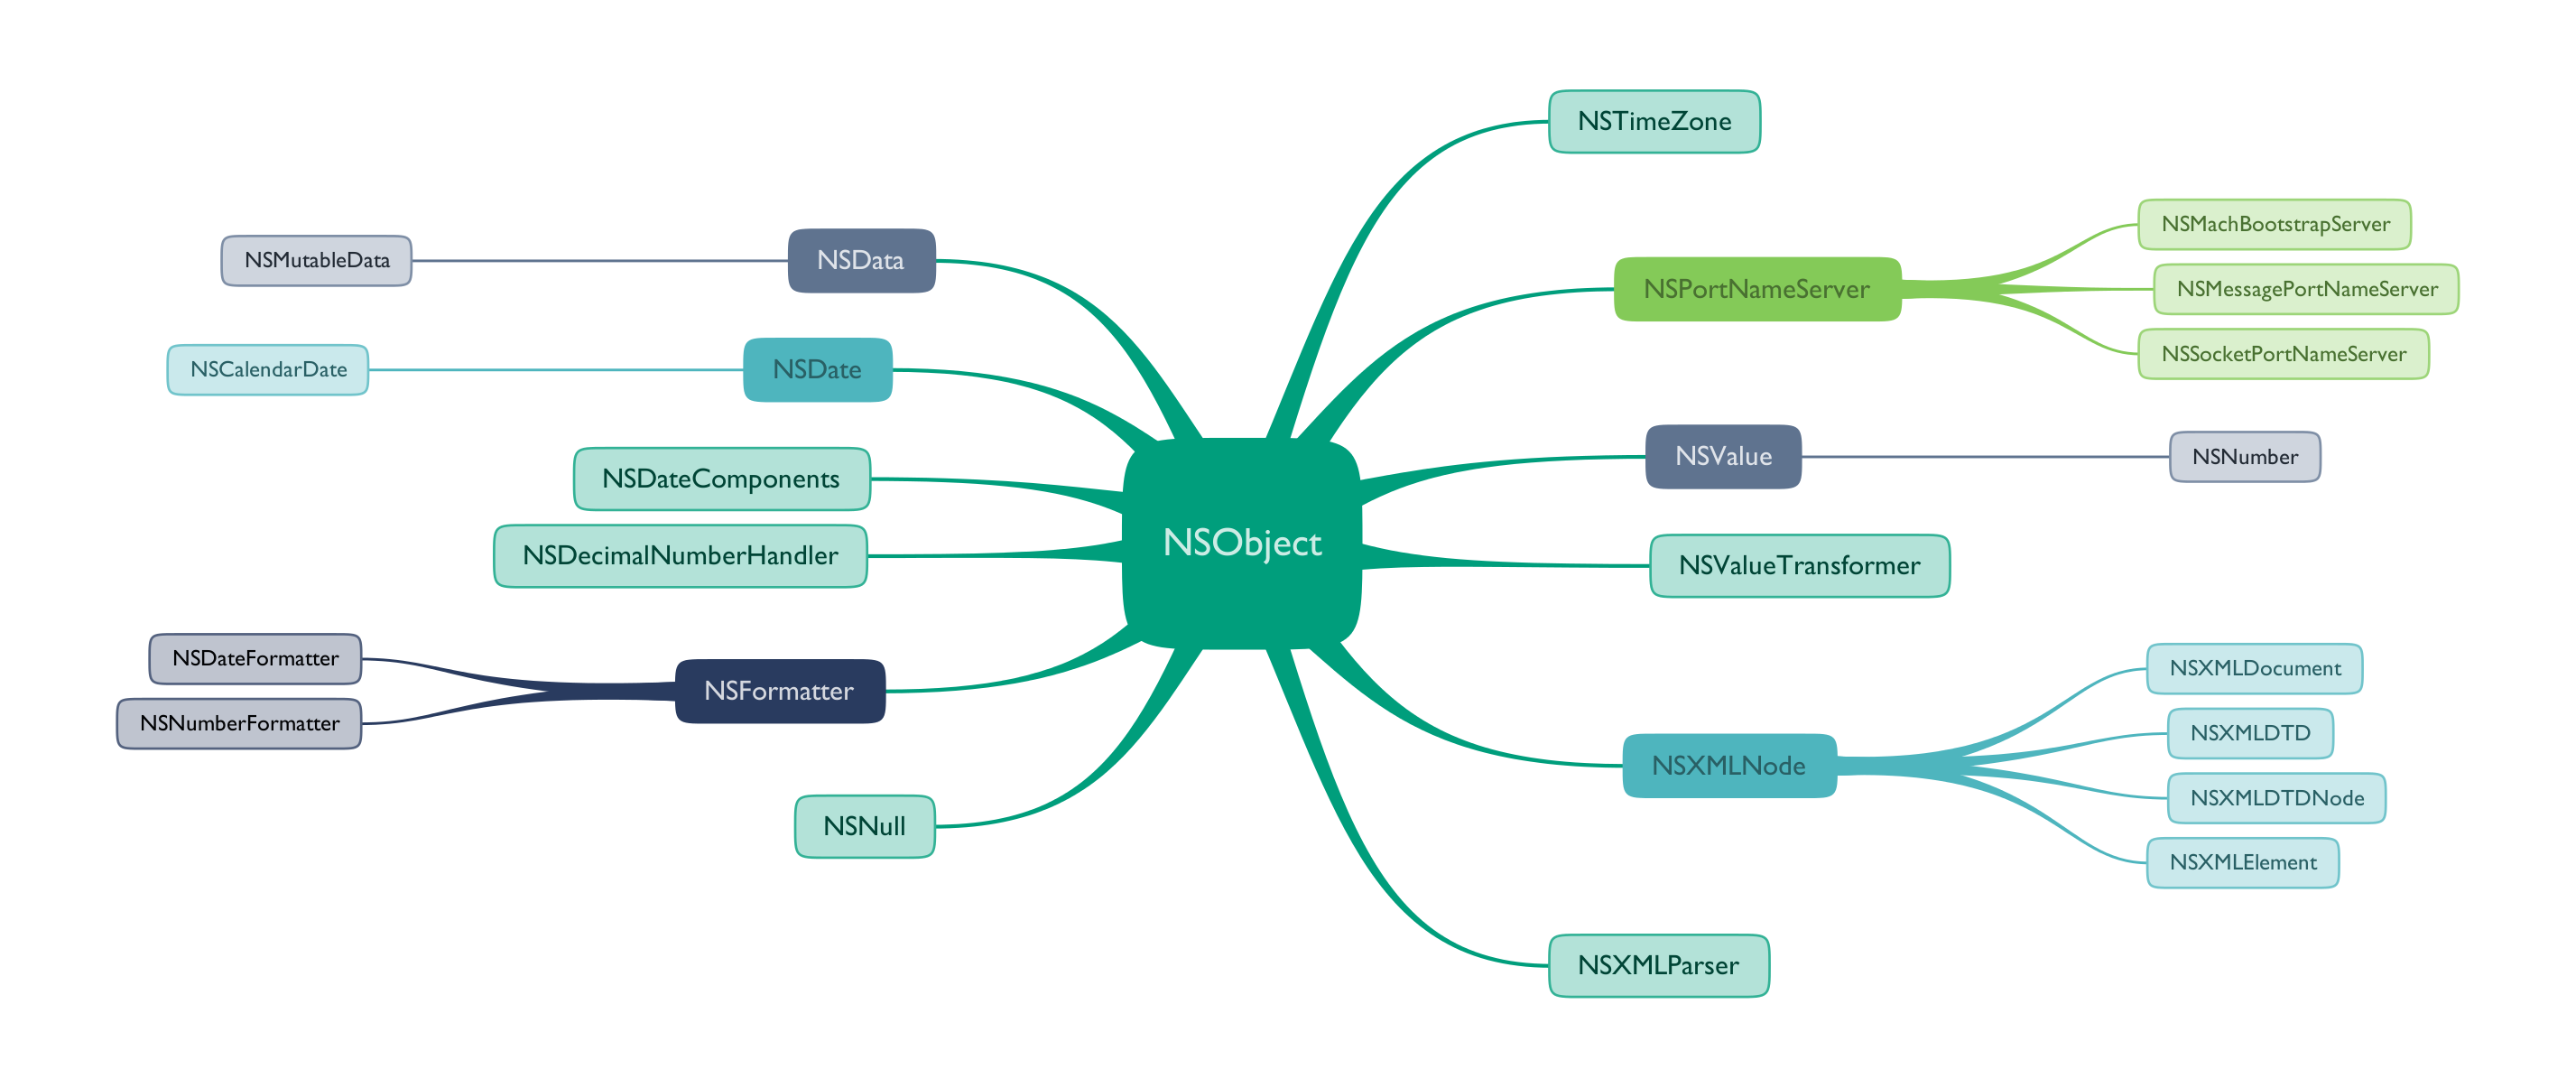 NSTimeZone
NSMachBootstrapServer
NSMutableData
NSData
NSPortNameServer
NSMessagePortNameServer
NSSocketPortNameServer
NSCalendarDate
NSDate
NSValue
NSNumber
NSDateComponents
NSObject
NSDecimalNumberHandler
NSValueTransformer
NSDateFormatter
NSXMLDocument
NSFormatter
NSNumberFormatter
NSXMLDTD
NSXMLNode
NSXMLDTDNode
NSNull
NSXMLElement
NSXMLParser